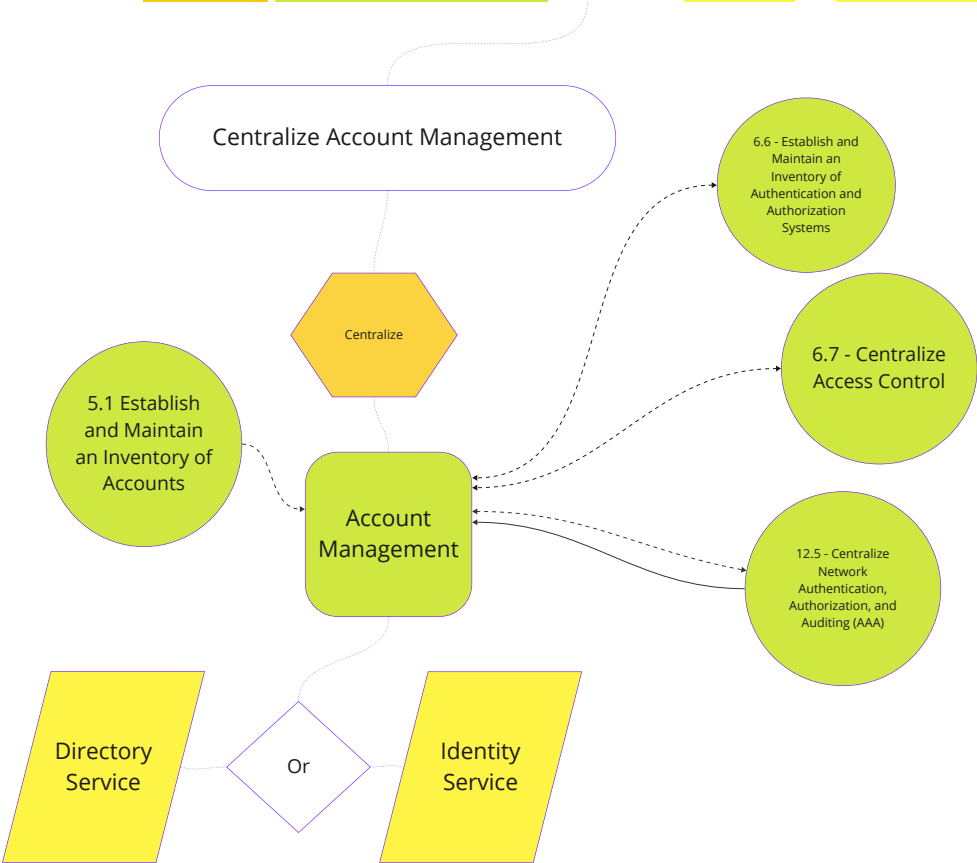 Centralize Account Management
6.6 - Establish and
Maintain an
Inventory of
Authentication and
Authorization
Systems
Centralize
6.7 - Centralize
Access Control
5.1 Establish
and Maintain
an Inventory of
Accounts
Account
Management
12.5 - Centralize
Network
Authentication,
Authorization, and
Auditing (AAA)
Directory
Service
Or
Identity
Service